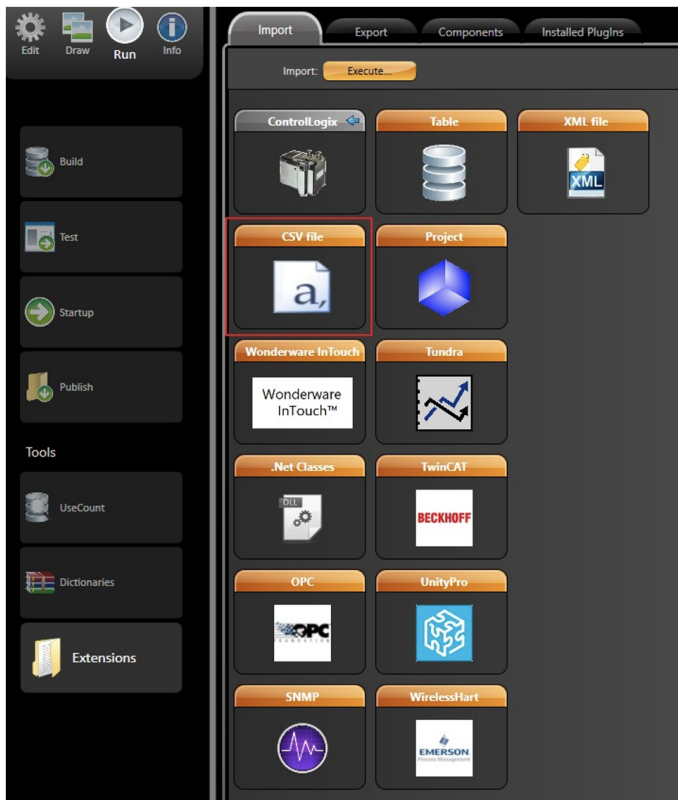 Edit Draw Run Info
Import Export Components Installed PlugIns
Import: Execute...
Build
Test
Startup
Publish
Tools
UseCount
Dictionaries
Extensions
ControlLogix Table XML file
XML
CSV file Project
a,
Wonderware InTouch Tundra
Wonderware
InTouch™
.Net Classes TwinCAT
DLL
BECKHOFF
OPC UnityPro
OPC
FOUNDATION
SNMP WirelessHart
EMERSON
Process Management